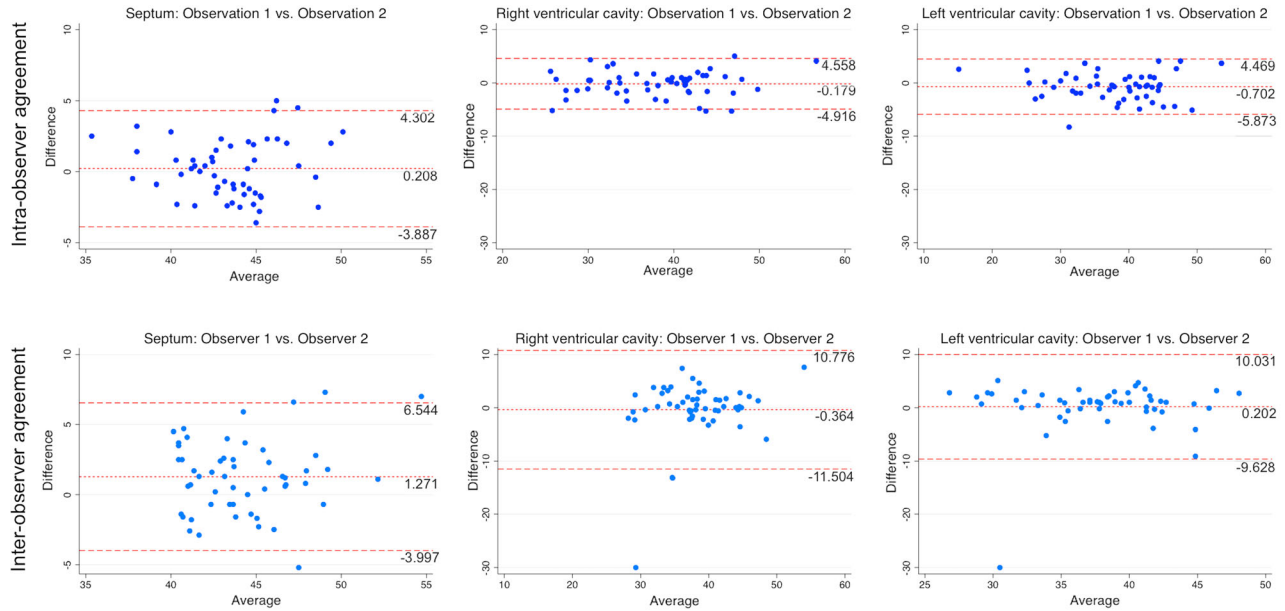 Intra-observer agreement
Septum: Observation 1 vs. Observation 2
Difference
10
5
0
-5
4.302
0.208
-3.887
35 40 45 50 55
Average
Right ventricular cavity: Observation 1 vs. Observation 2
Difference
10
0
-10
-20
-30
4.558
-0.179
-4.916
20 30 40 50 60
Average
Left ventricular cavity: Observation 1 vs. Observation 2
Difference
10
0
-10
-20
-30
4.469
-0.702
-5.873
10 20 30 40 50 60
Average
Inter-observer agreement
Septum: Observer 1 vs. Observer 2
Difference
10
5
0
-5
6.544
1.271
-3.997
35 40 45 50 55
Average
Right ventricular cavity: Observer 1 vs. Observer 2
Difference
10
0
-10
-20
-30
10.776
-0.364
-11.504
10 20 30 40 50 60
Average
Left ventricular cavity: Observer 1 vs. Observer 2
Difference
10
0
-10
-20
-30
10.031
0.202
-9.628
25 30 35 40 45 50
Average